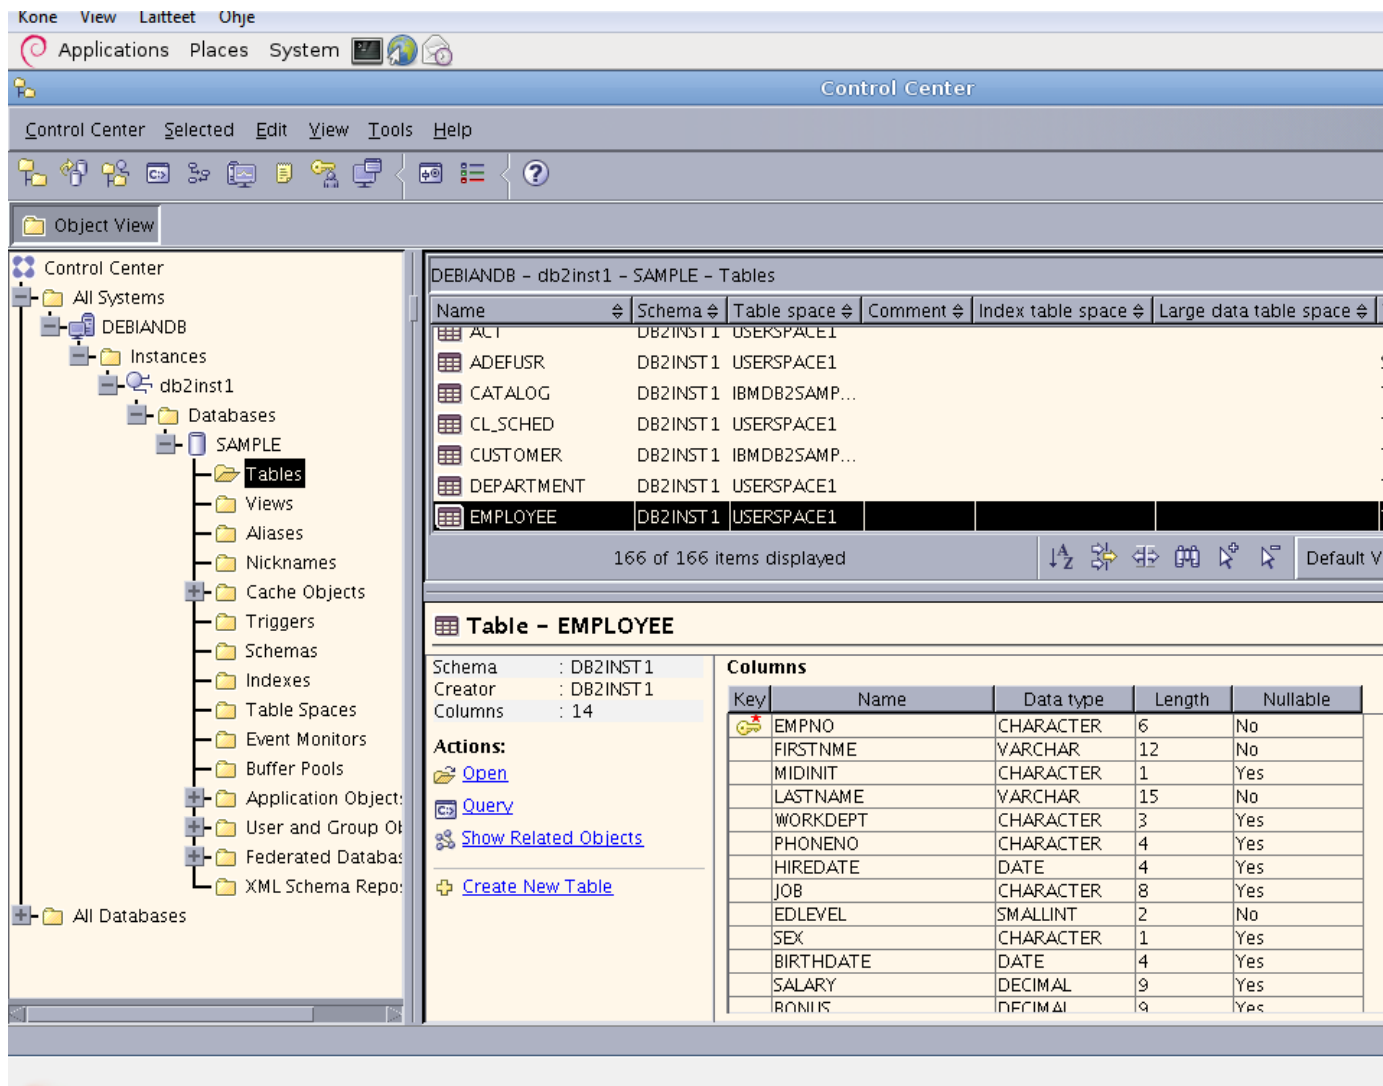 Kone View Laitteet Ohje
Applications Places System
Control Center
Control Center Selected Edit View Tools Help
Object View
Control Center
All Systems
DEBIANDB
Instances
db2inst1
Databases
SAMPLE
Tables
Views
Aliases
Nicknames
Cache Objects
Triggers
Schemas
Indexes
Table Spaces
Event Monitors
Buffer Pools
Application Object
User and Group O
Federated Databa
XML Schema Repo
All Databases
DEBIANDB – db2inst1 – SAMPLE – Tables
Name Schema Table space Comment Index table space Large data table space
ACT DB2INST1 USERSPACE1
ADEFUSR DB2INST1 USERSPACE1
CATALOG DB2INST1 IBMDB2SAMP...
CL_SCHED DB2INST1 USERSPACE1
CUSTOMER DB2INST1 IBMDB2SAMP...
DEPARTMENT DB2INST1 USERSPACE1
EMPLOYEE DB2INST1 USERSPACE1
166 of 166 items displayed Default V
Table – EMPLOYEE
Schema : DB2INST1
Creator : DB2INST1
Columns : 14
Actions:
Open
Query
Show Related Objects
Create New Table
Columns
Key Name Data type Length Nullable
EMPNO CHARACTER 6 No
FIRSTNME VARCHAR 12 No
MIDINIT CHARACTER 1 Yes
LASTNAME VARCHAR 15 No
WORKDEPT CHARACTER 3 Yes
PHONENO CHARACTER 4 Yes
HIREDATE DATE 4 Yes
JOB CHARACTER 8 Yes
EDLEVEL SMALLINT 2 No
SEX CHARACTER 1 Yes
BIRTHDATE DATE 4 Yes
SALARY DECIMAL 9 Yes
BONUS DECIMAL 9 Yes